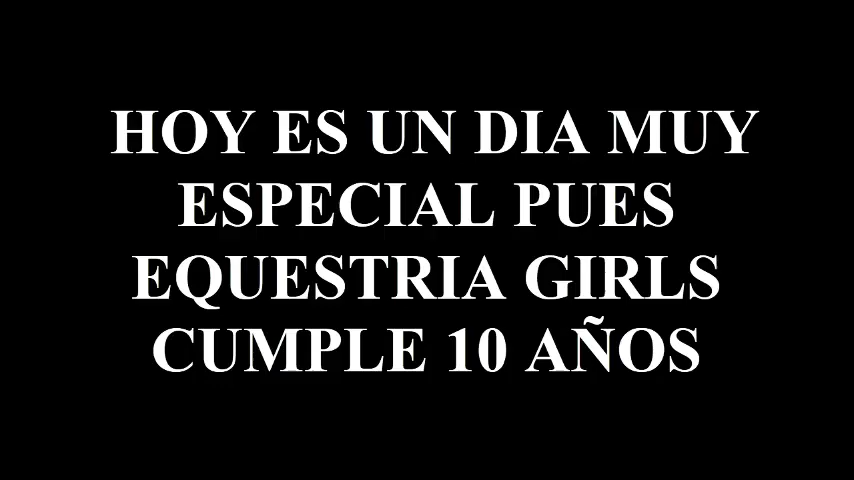 HOY ES UN DIA MUY
ESPECIAL PUES
EQUESTRIA GIRLS
CUMPLE 10 AÑOS